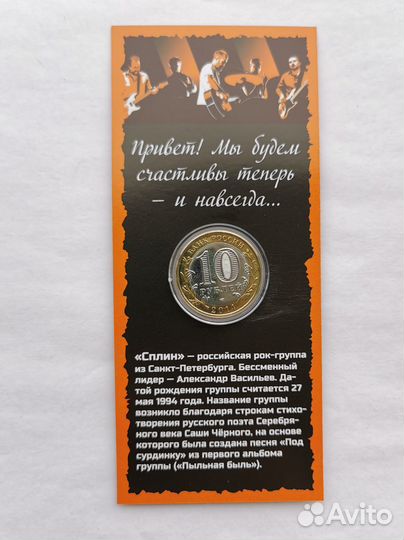 Привет! Мы будем
счастливы теперь
– и навсегда...
БАНК РОССИИ
10
РУБЛЕЙ
2014
«Сплин» – российская рок-группа
из Санкт-Петербурга. Бессменный
лидер – Александр Васильев. Да-
той рождения группы считается 27
мая 1994 года. Название группы
возникло благодаря строкам стихо-
творения русского поэта Серебря-
ного века Саши Чёрного, на основе
которого была создана песня «Под
сурдинку» из первого альбома
группы («Пыльная быль»).
Avito